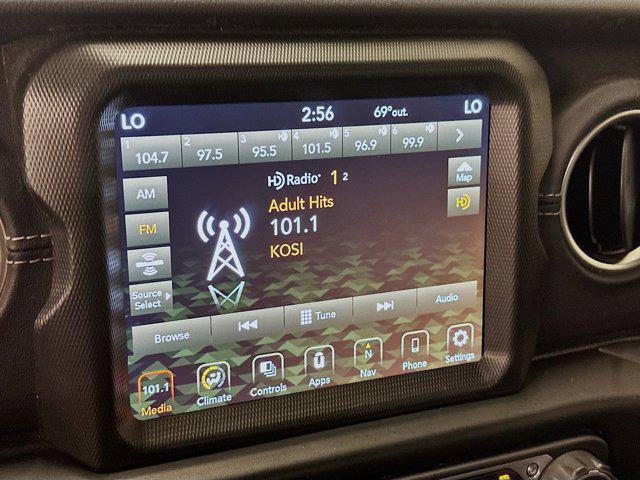 LO 2:56 69°out. LO
1 104.7 2 97.5 3 95.5 4 101.5 5 96.9 6 99.9
AM
FM
Source Select
HD Radio 1 2
Adult Hits
101.1
KOSI
Map
HD
Browse Tune Audio
101.1 N
Media Climate Controls Apps Nav Phone Settings